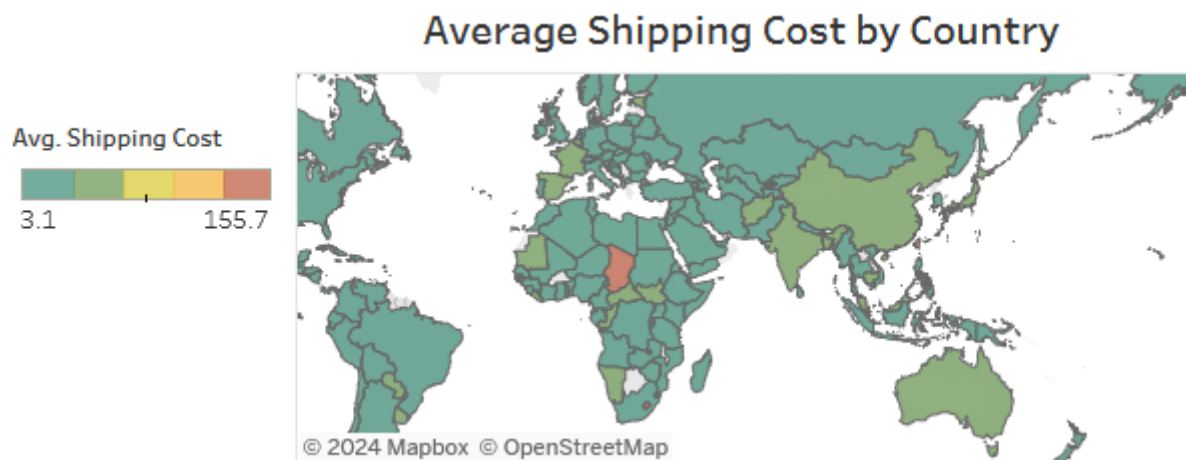 Average Shipping Cost by Country
Avg. Shipping Cost
3.1 155.7
© 2024 Mapbox © OpenStreetMap